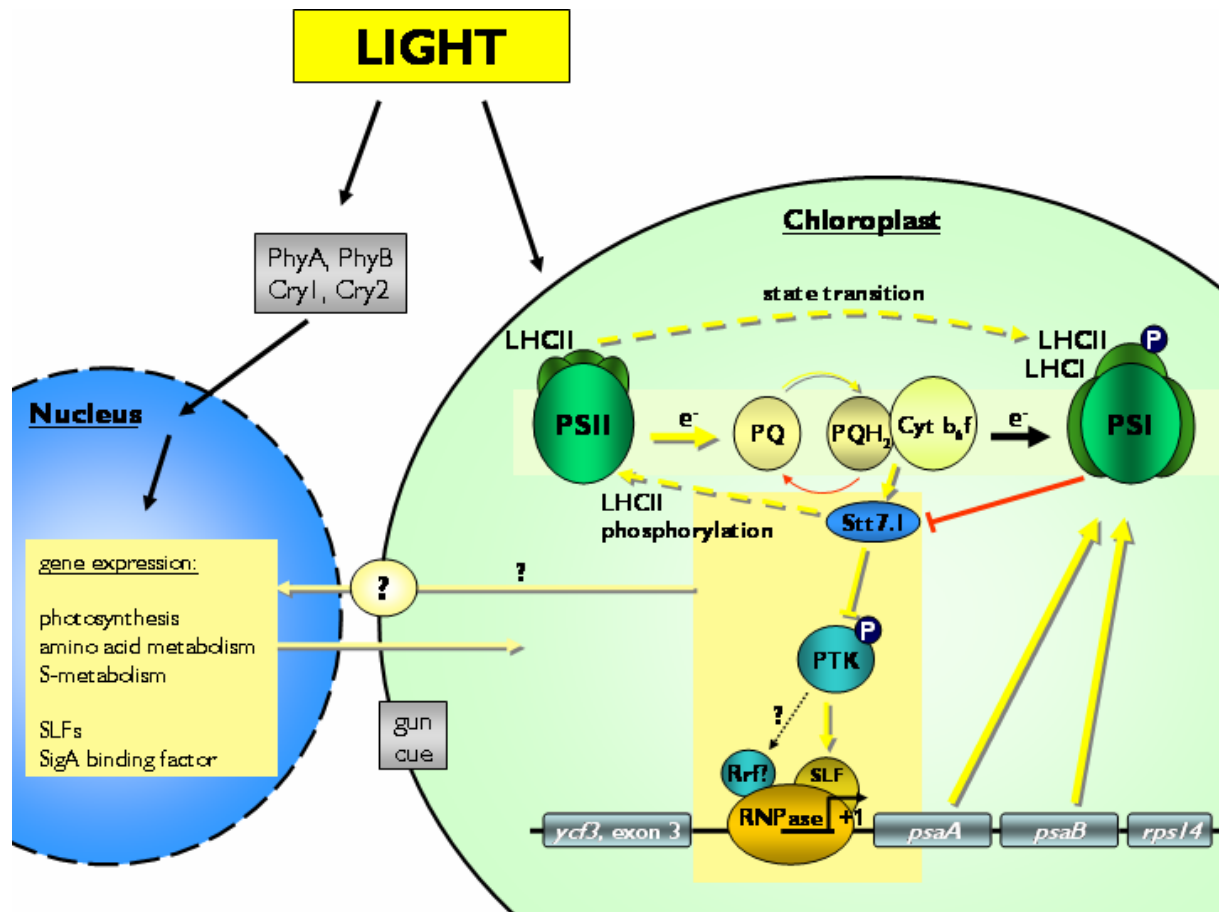 LIGHT
PhyA, PhyB
Cry1, Cry2
Chloroplast
state transition
LHCII
LHCII
P
LHCI
Nucleus
PSII
e-
PQ
PQH2
Cyt b6f
e-
PSI
LHCII
phosphorylation
Stt7.1
gene expression:
photosynthesis
amino acid metabolism
S-metabolism
SLFs
SigA binding factor
?
?
P
PTK
?
gun
cue
Rrf?
SLF
RNPase
+1
ycf3, exon 3
psaA
psaB
rps14